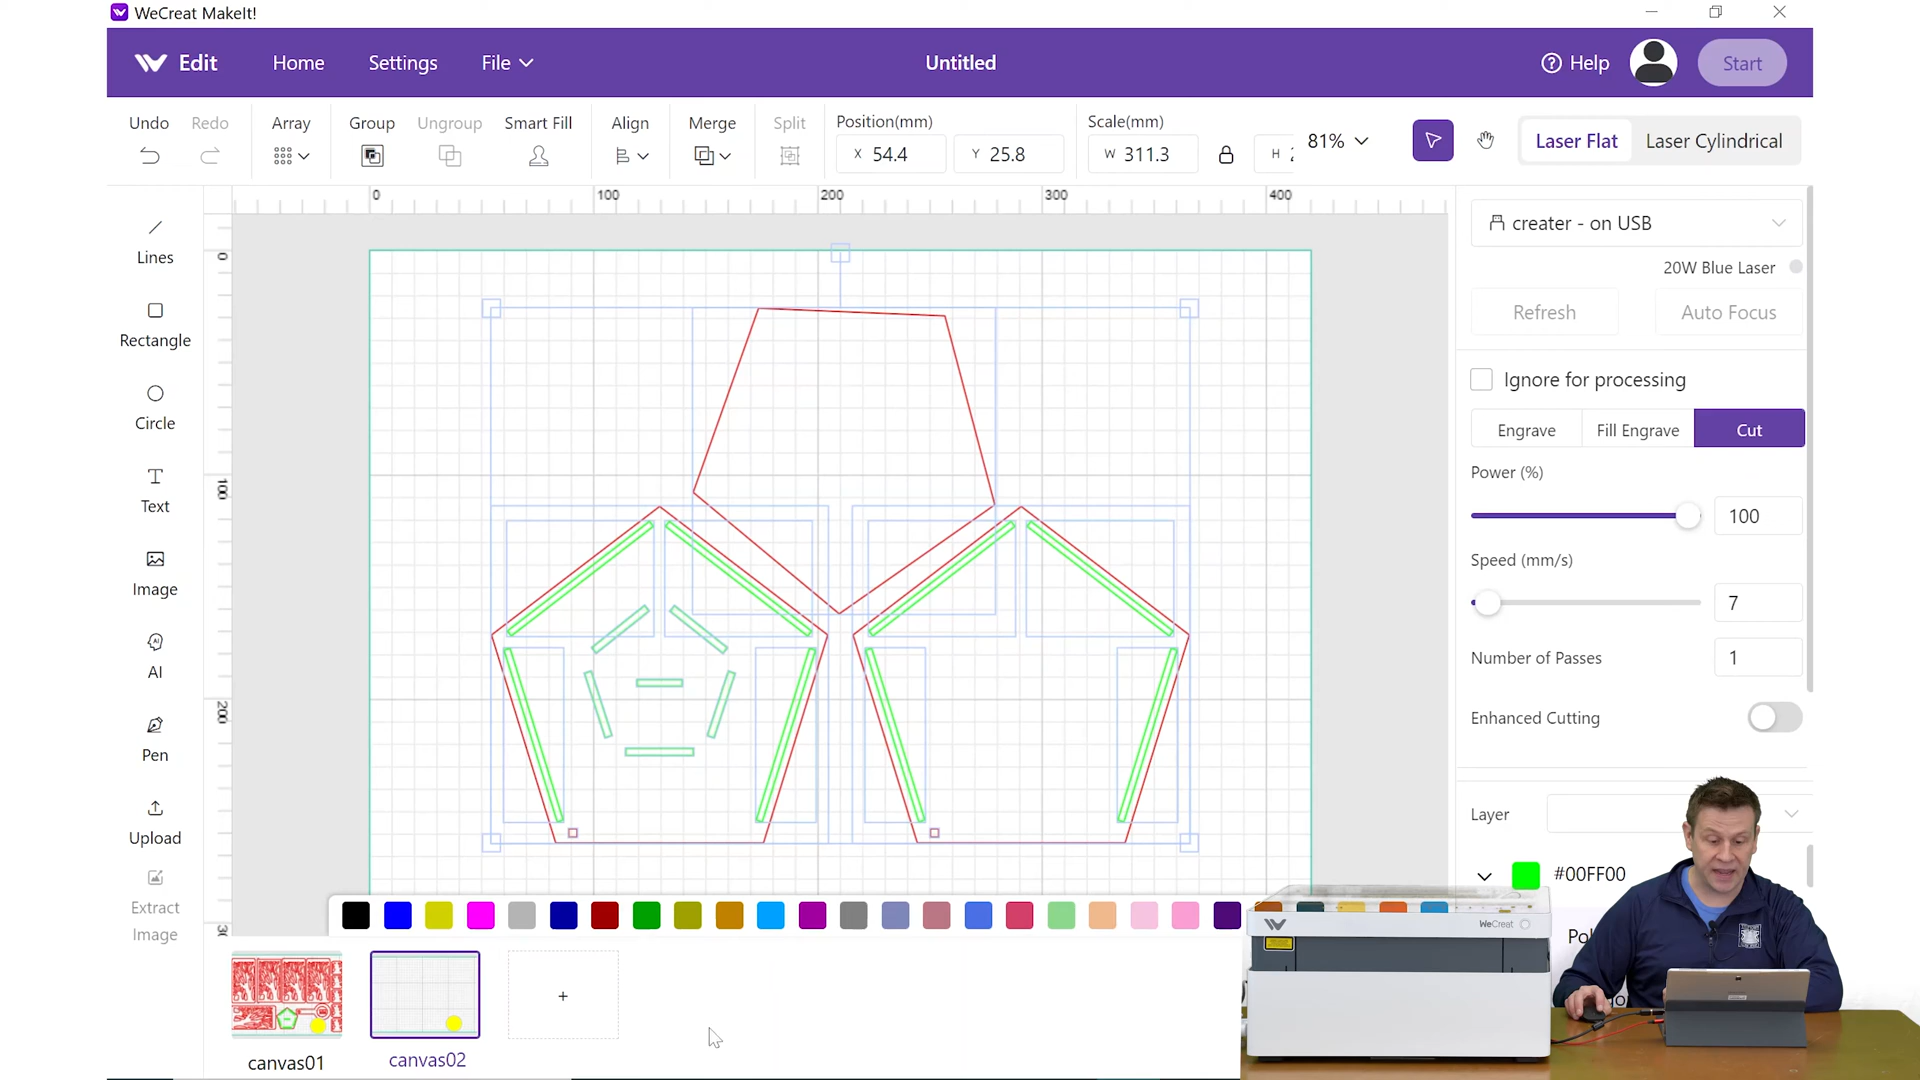 WeCreat MakeIt!
Edit
Home
Settings
File
Untitled
Help
Start
Undo
Redo
Array
Group
Ungroup
Smart Fill
Align
Merge
Split
Position(mm)
X 54.4
Y 25.8
Scale(mm)
W 311.3
H
81%
Laser Flat
Laser Cylindrical
0
100
200
300
400
0
100
200
Lines
Rectangle
Circle
Text
Image
AI
Pen
Upload
Extract
Image
creater - on USB
20W Blue Laser
Refresh
Auto Focus
Ignore for processing
Engrave
Fill Engrave
Cut
Power (%)
100
Speed (mm/s)
7
Number of Passes
1
Enhanced Cutting
Layer
#00FF00
WeCreat
canvas01
canvas02